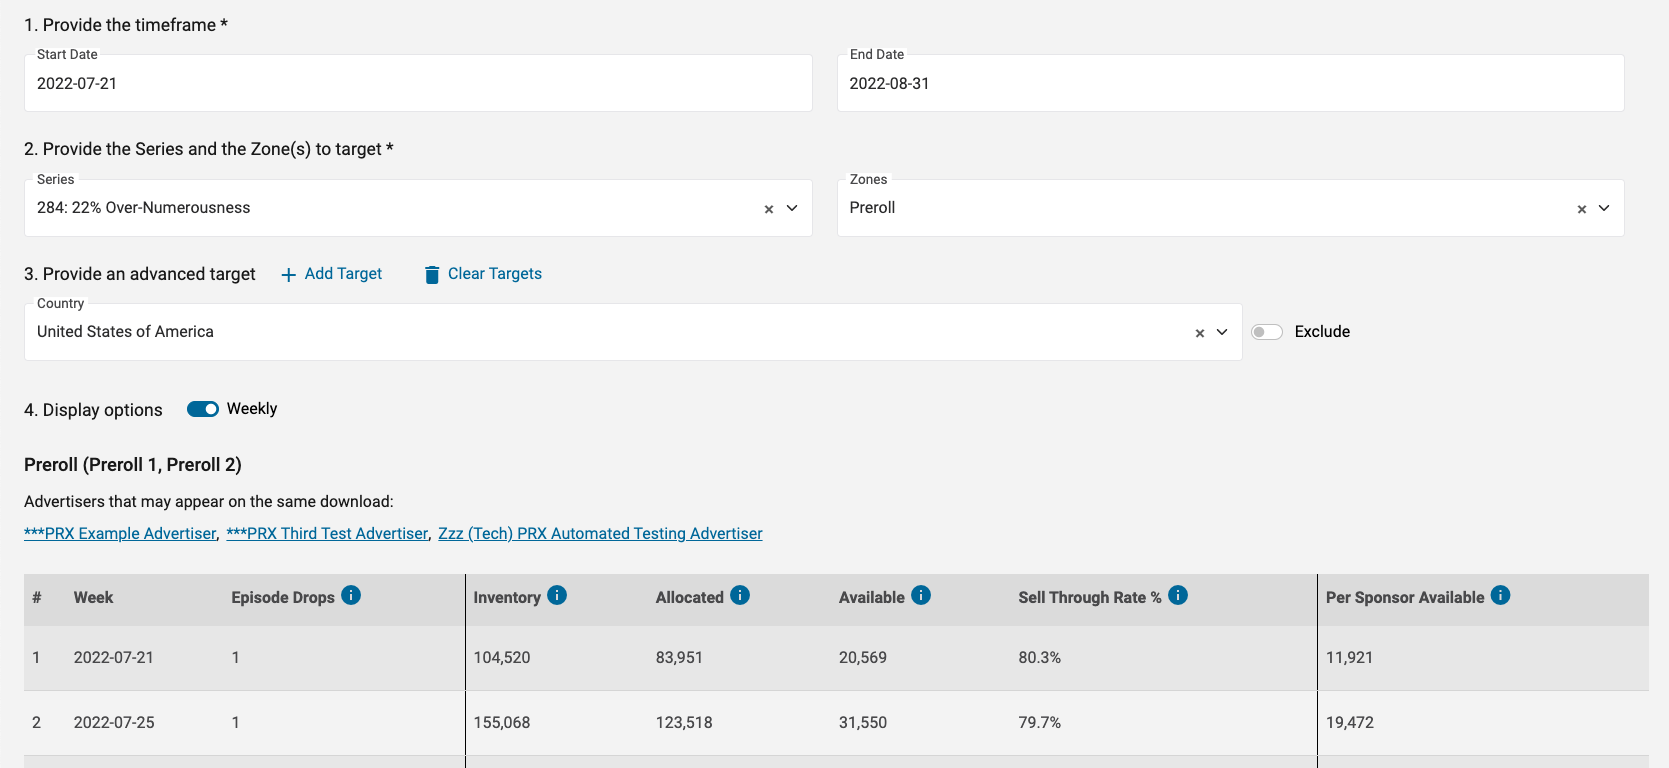 1. Provide the timeframe *
Start Date
2022-07-21
End Date
2022-08-31
2. Provide the Series and the Zone(s) to target *
Series
284: 22% Over-Numerousness
Zones
Preroll
3. Provide an advanced target
Add Target
Clear Targets
Country
United States of America
Exclude
4. Display options
Weekly
Preroll (Preroll 1, Preroll 2)
Advertisers that may appear on the same download:
***PRX Example Advertiser, ***PRX Third Test Advertiser, Zzz (Tech) PRX Automated Testing Advertiser
# Week Episode Drops Inventory Allocated Available Sell Through Rate % Per Sponsor Available
1 2022-07-21 1 104,520 83,951 20,569 80.3% 11,921
2 2022-07-25 1 155,068 123,518 31,550 79.7% 19,472